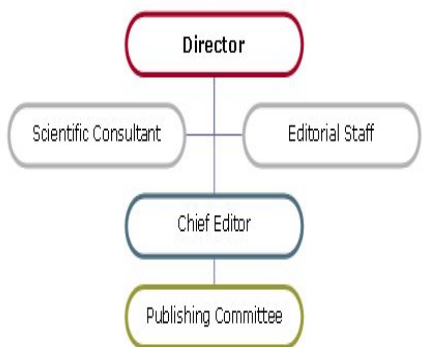 Director
Scientific Consultant
Editorial Staff
Chief Editor
Publishing Committee